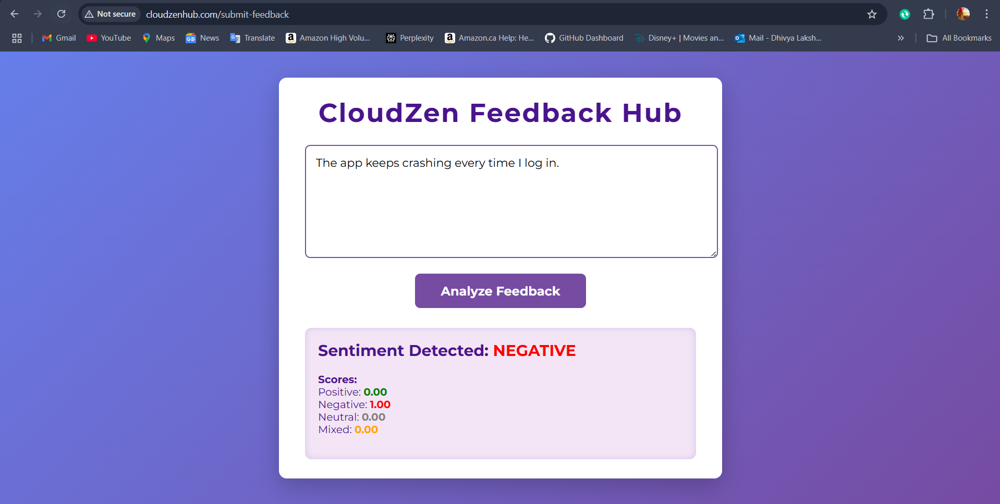 Not secure cloudzenhub.com/submit-feedback
Gmail YouTube Maps News Translate Amazon High Volu... Perplexity Amazon.ca Help: He... GitHub Dashboard Disney+ | Movies an... Mail - Dhivya Laksh... All Bookmarks
CloudZen Feedback Hub
The app keeps crashing every time I log in.
Analyze Feedback
Sentiment Detected: NEGATIVE
Scores:
Positive: 0.00
Negative: 1.00
Neutral: 0.00
Mixed: 0.00